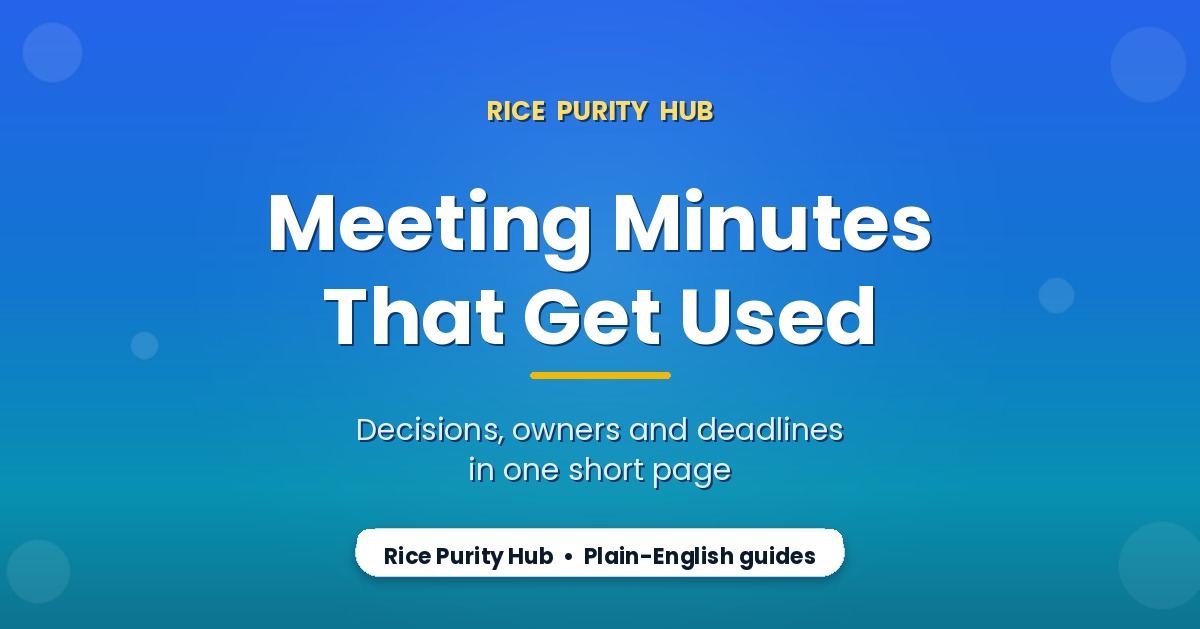 RICE PURITY HUB
Meeting Minutes
That Get Used
Decisions, owners and deadlines
in one short page
Rice Purity Hub • Plain-English guides